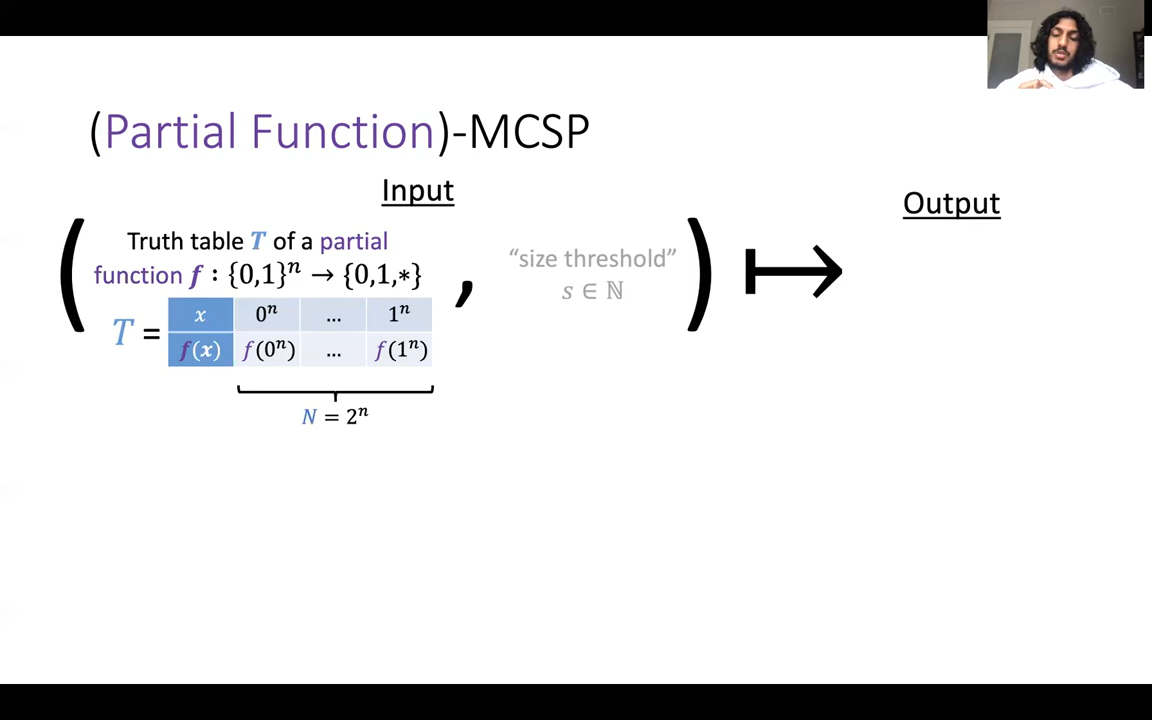 (Partial Function)-MCSP
Input
Output
( Truth table T of a partial
function f : {0,1}ⁿ → {0,1,*}
T =
x 0ⁿ ... 1ⁿ
f(x) f(0ⁿ) ... f(1ⁿ)
N = 2ⁿ
,
"size threshold"
s ∈ ℕ
) ↦